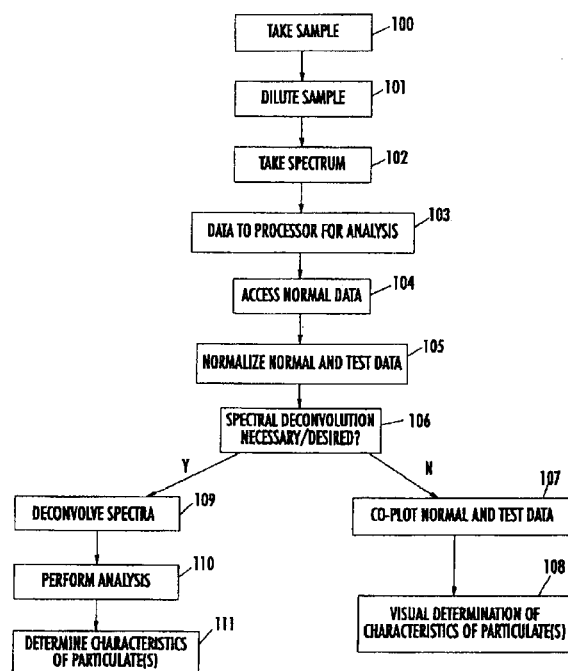 TAKE SAMPLE
100
DILUTE SAMPLE
101
TAKE SPECTRUM
102
DATA TO PROCESSOR FOR ANALYSIS
103
ACCESS NORMAL DATA
104
NORMALIZE NORMAL AND TEST DATA
105
SPECTRAL DECONVOLUTION
NECESSARY/DESIRED?
106
Y
N
DECONVOLVE SPECTRA
109
PERFORM ANALYSIS
110
DETERMINE CHARACTERISTICS
OF PARTICULATE(S)
111
CO-PLOT NORMAL AND TEST DATA
107
VISUAL DETERMINATION OF
CHARACTERISTICS OF PARTICULATE(S)
108